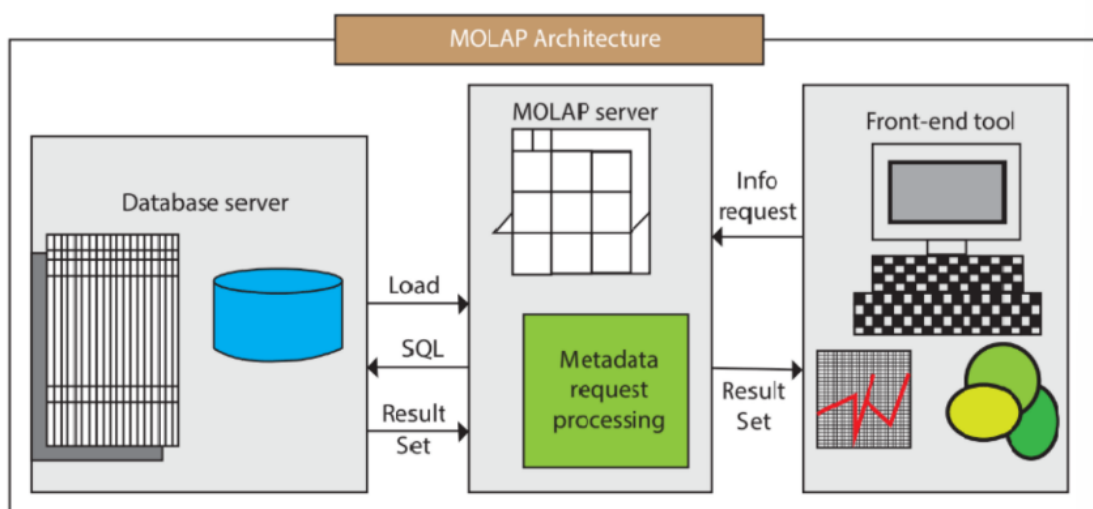 MOLAP Architecture
Database server
Load
SQL
Result
Set
MOLAP server
Metadada
request
processing
Info
request
Result
Set
Front-end tool